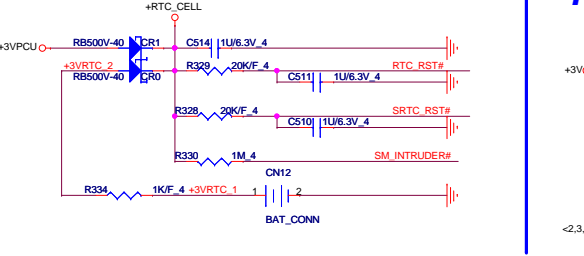 +RTC_CELL
+3VPCU
RB500V-40 CR1 C514 1U/6.3V_4
+3VRTC_2 R329 20K/F_4 RTC_RST#
RB500V-40 CR0 C511 1U/6.3V_4
R328 20K/F_4 SRTC_RST#
C510 1U/6.3V_4
R330 1M_4 SM_INTRUDER#
CN12
R334 1K/F_4 +3VRTC_1 1 2
BAT_CONN
<2,3,